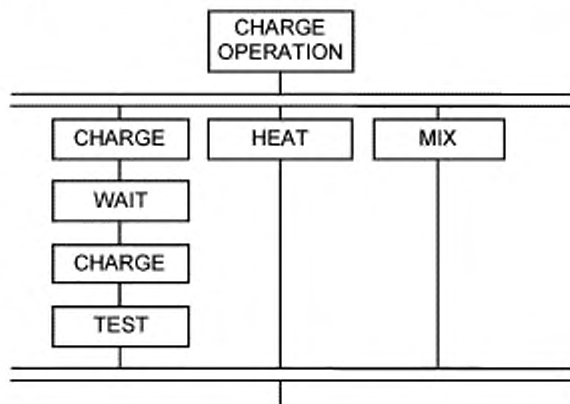 CHARGE
OPERATION
CHARGE
HEAT
MIX
WAIT
CHARGE
TEST